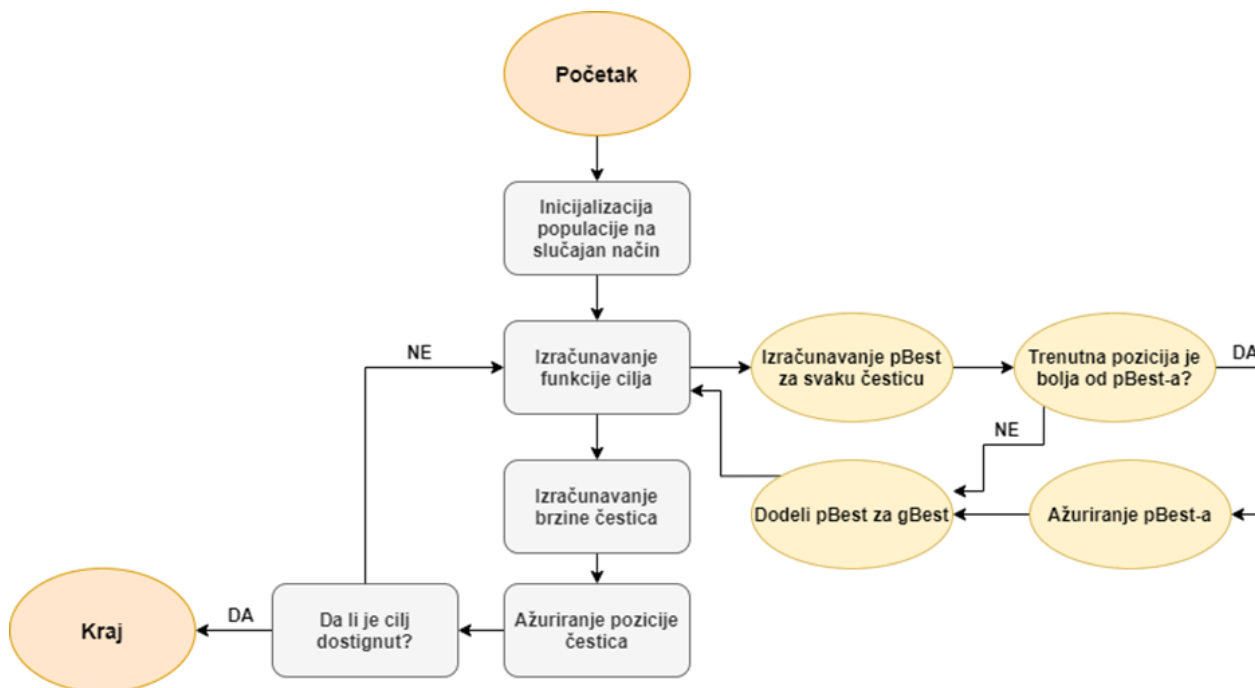 Početak
Inicijalizacija
populacije na
slučajan način
NE
Izračunavanje
funkcije cilja
Izračunavanje pBest
za svaku česticu
Trenutna pozicija je
bolja od pBest-a?
DA
NE
Izračunavanje
brzine čestica
Dodeli pBest za gBest
Ažuriranje pBest-a
Kraj
DA
Da li je cilj
dostignut?
Ažuriranje pozicije
čestica